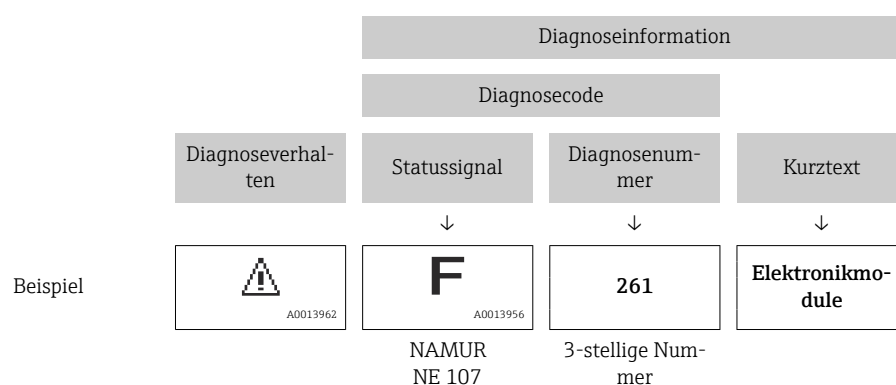 Diagnoseinformation
Diagnosecode
Diagnoseverhal-
ten
Statussignal
Diagnosenum-
mer
Kurztext
↓ ↓ ↓
Beispiel
A0013962
F
A0013956
261
Elektronikmo-
dule
NAMUR
NE 107
3-stellige Num-
mer